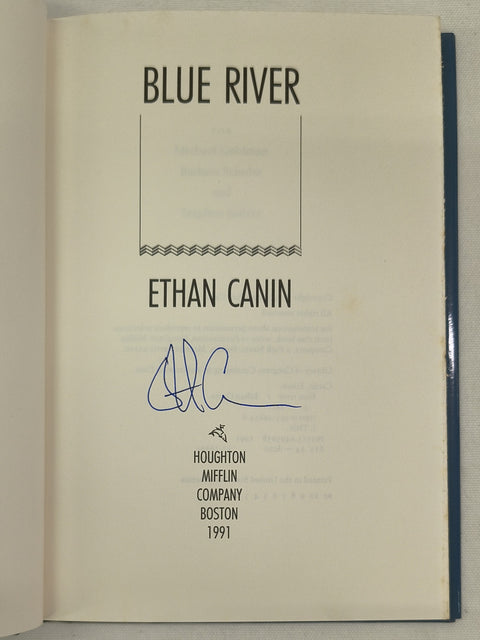 BLUE RIVER
ETHAN CANIN
HOUGHTON
MIFFLIN
COMPANY
BOSTON
1991